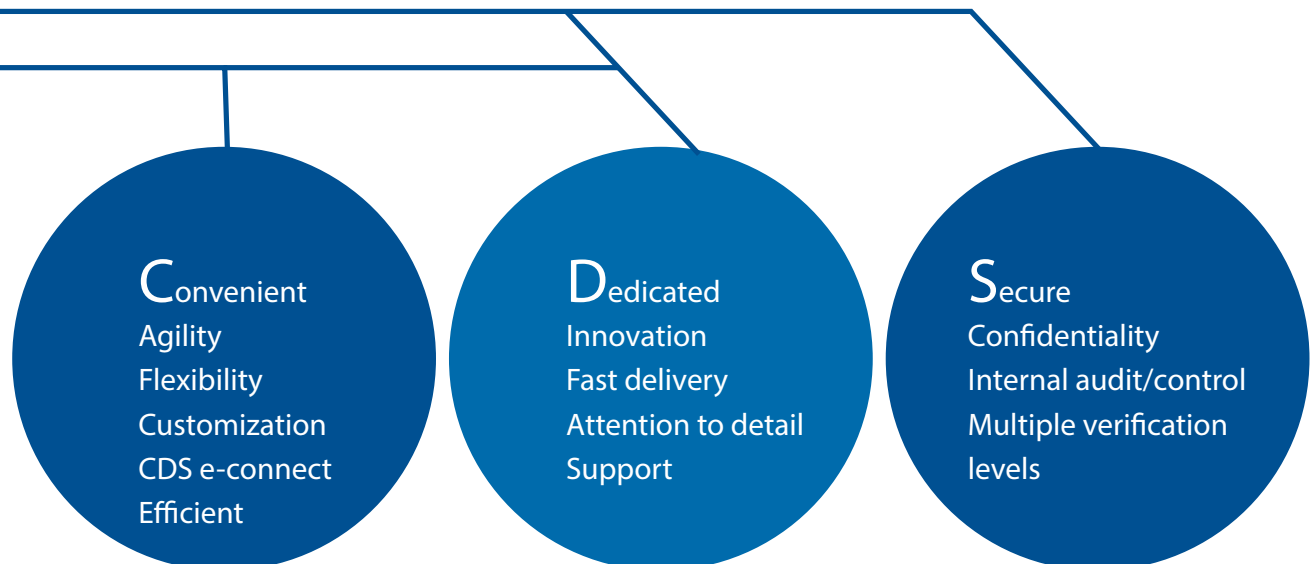 Convenient
Agility
Flexibility
Customization
CDS e-connect
Efficient
Dedicated
Innovation
Fast delivery
Attention to detail
Support
Secure
Confidentiality
Internal audit/control
Multiple verification
levels